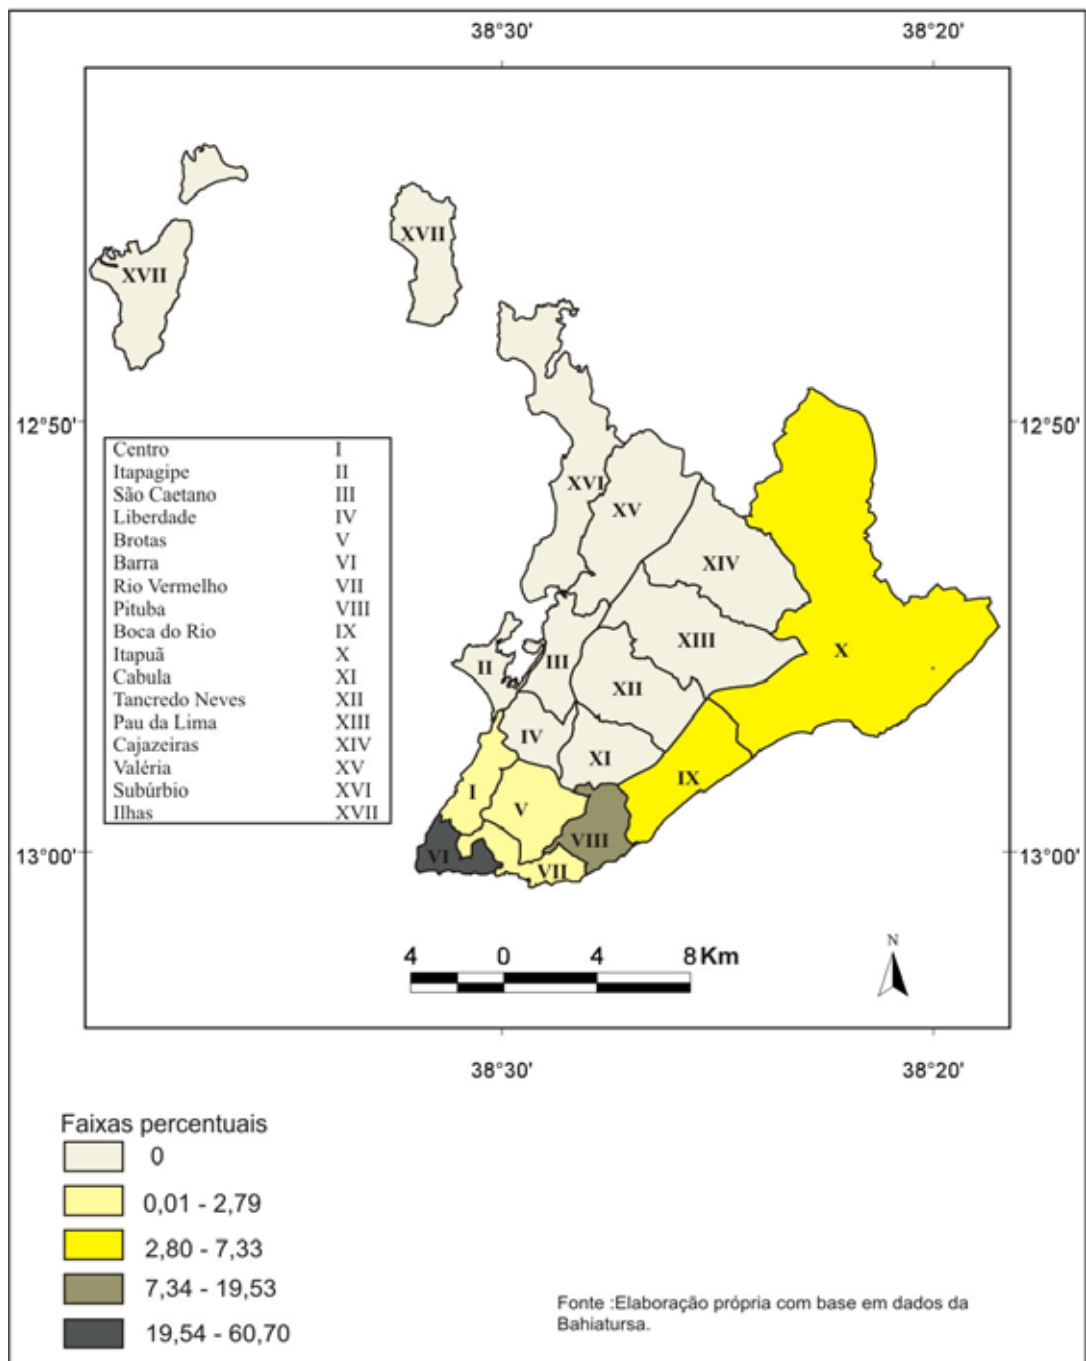 38°30'
38°20'
XVII
XVII
12°50'
12°50'
Centro I
Itapagipe II
São Caetano III
Liberdade IV
Brotas V
Barra VI
Rio Vermelho VII
Pituba VIII
Boca do Rio IX
Itapuã X
Cabula XI
Tancredo Neves XII
Pau da Lima XIII
Cajazeiras XIV
Valéria XV
Subúrbio XVI
Ilhas XVII
XVI
XV
XIV
XIII
X
II
III
XII
IV
XI
IX
I
V
VIII
VI
VII
13°00'
13°00'
4 0 4 8 Km
N
38°30'
38°20'
Faixas percentuais
0
0,01 - 2,79
2,80 - 7,33
7,34 - 19,53
19,54 - 60,70
Fonte :Elaboração própria com base em dados da
Bahiatursa.